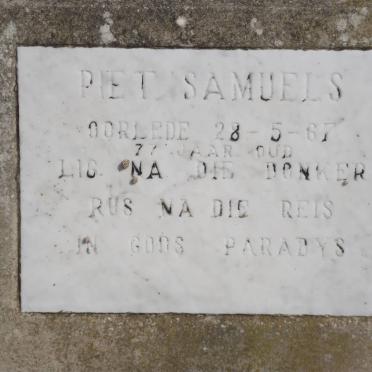 PIET SAMUELS
OORLEDE 28-5-67
77 JAAR OUD
LIG NA DIE DONKER
RUS NA DIE REIS
IN GODS PARADYS